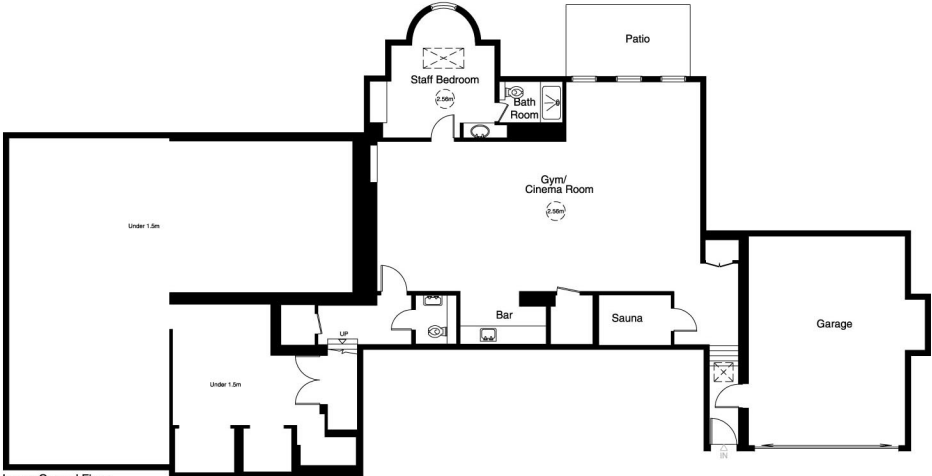 Patio
Staff Bedroom
2.56m
Bath
Room
Gym/
Cinema Room
2.56m
Under 1.5m
Bar
Sauna
Garage
UP
Under 1.5m
IN